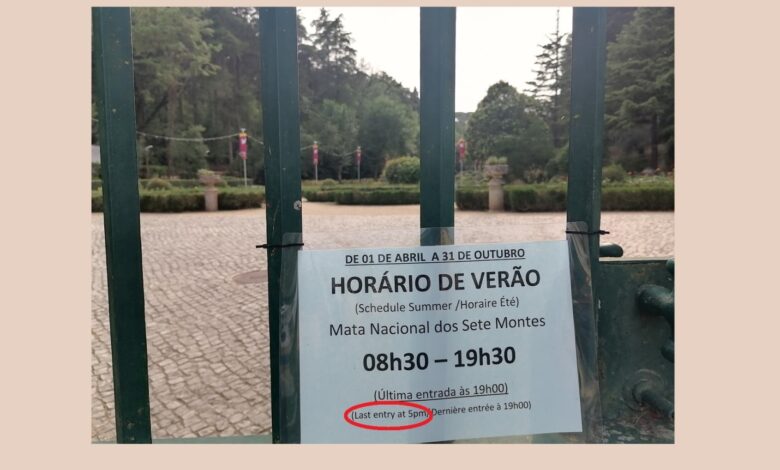 DE 01 DE ABRIL A 31 DE OUTUBRO
HORÁRIO DE VERÃO
(Schedule Summer /Horaire Été)
Mata Nacional dos Sete Montes
08h30 – 19h30
(Última entrada às 19h00)
(Last entry at 5pm/Dernière entrée à 19h00)